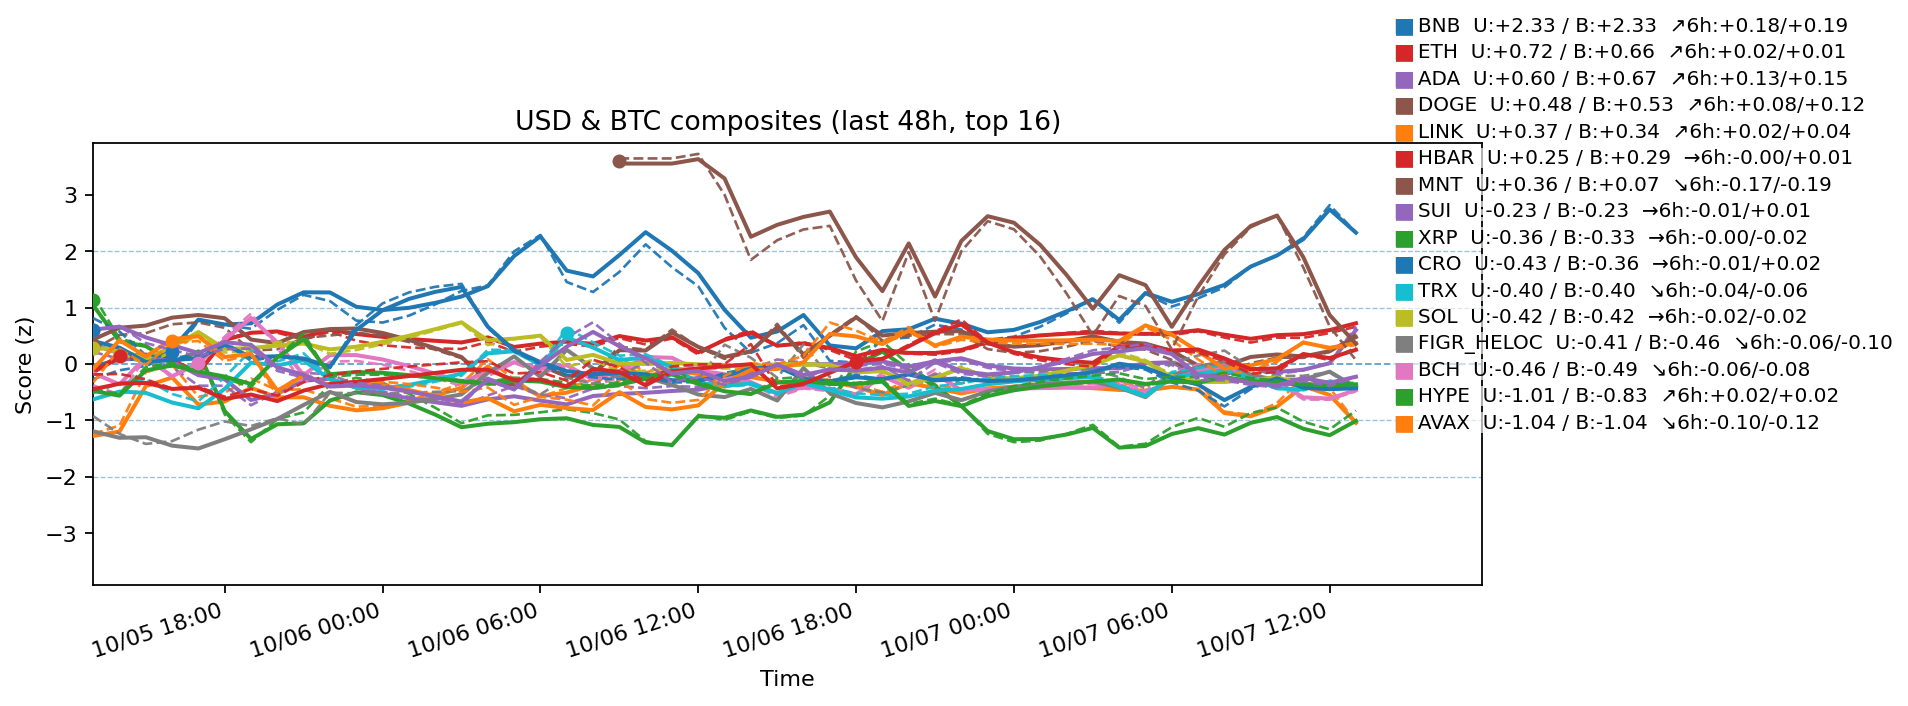 BNB  U:+2.33 / B:+2.33  ↗6h:+0.18/+0.19
ETH  U:+0.72 / B:+0.66  ↗6h:+0.02/+0.01
ADA  U:+0.60 / B:+0.67  ↗6h:+0.13/+0.15
DOGE  U:+0.48 / B:+0.53  ↗6h:+0.08/+0.12
LINK  U:+0.37 / B:+0.34  ↗6h:+0.02/+0.04
HBAR  U:+0.25 / B:+0.29  →6h:-0.00/+0.01
MNT  U:+0.36 / B:+0.07  ↘6h:-0.17/-0.19
SUI  U:-0.23 / B:-0.23  →6h:-0.01/+0.01
XRP  U:-0.36 / B:-0.33  →6h:-0.00/-0.02
CRO  U:-0.43 / B:-0.36  →6h:-0.01/+0.02
TRX  U:-0.40 / B:-0.40  ↘6h:-0.04/-0.06
SOL  U:-0.42 / B:-0.42  →6h:-0.02/-0.02
FIGR_HELOC  U:-0.41 / B:-0.46  ↘6h:-0.06/-0.10
BCH  U:-0.46 / B:-0.49  ↘6h:-0.06/-0.08
HYPE  U:-1.01 / B:-0.83  ↗6h:+0.02/+0.02
AVAX  U:-1.04 / B:-1.04  ↘6h:-0.10/-0.12
USD & BTC composites (last 48h, top 16)
Score (z)
3
2
1
0
−1
−2
−3
10/05 18:00
10/06 00:00
10/06 06:00
10/06 12:00
10/06 18:00
10/07 00:00
10/07 06:00
10/07 12:00
Time